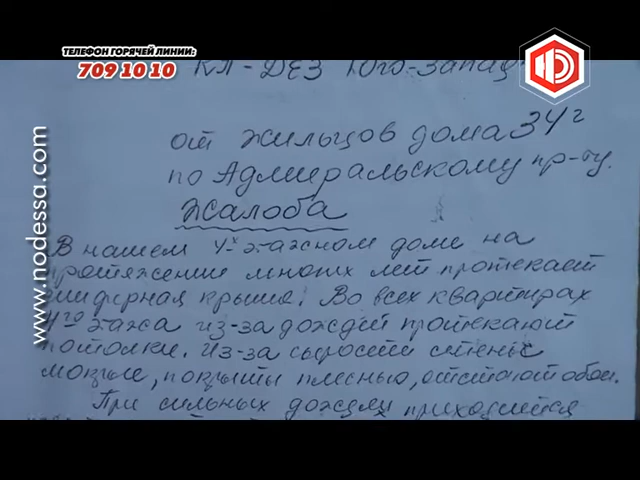 ТЕЛЕФОН ГОРЯЧЕЙ ЛИНИИ:
709 10 10
www.nodessa.com
КП-ДЕЗ Юго-Запад
от жильцов дома 34г
по Адмиральскому пр-ту.
Жалоба
В нашем 4х этажном доме на
протяжении многих лет протекает
шиферная крыша. Во всех квартирах
4го этажа из-за дождей протекают
потолки. Из-за сырости стены
мокрые, покрыты плеснью, отстают обои.
При сильных дождях приходится